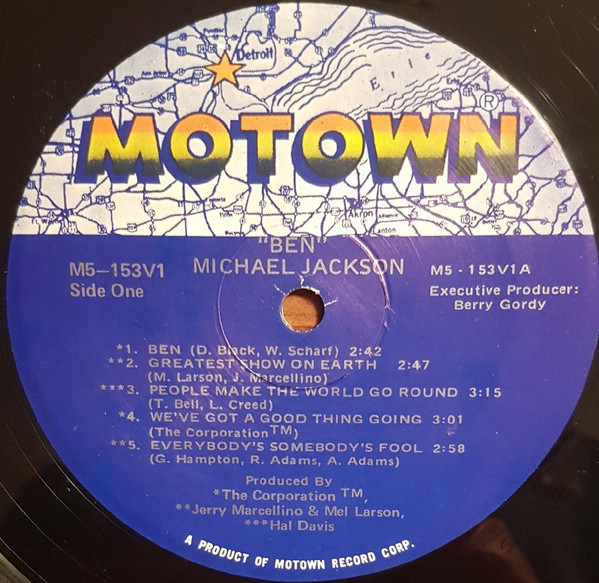 Detroit
Erie
MOTOWN®
Akron
"BEN"
MICHAEL JACKSON
M5-153V1
Side One
M5 - 153V1A
Executive Producer:
Berry Gordy
*1. BEN (D. Black, W. Scharf) 2:42
**2. GREATEST SHOW ON EARTH 2:47
(M. Larson, J. Marcellino)
***3. PEOPLE MAKE THE WORLD GO ROUND 3:15
(T. Bell, L. Creed)
*4. WE'VE GOT A GOOD THING GOING 3:01
(The Corporation™)
**5. EVERYBODY'S SOMEBODY'S FOOL 2:58
(G. Hampton, R. Adams, A. Adams)
Produced By
*The Corporation™,
**Jerry Marcellino & Mel Larson,
***Hal Davis
A PRODUCT OF MOTOWN RECORD CORP.